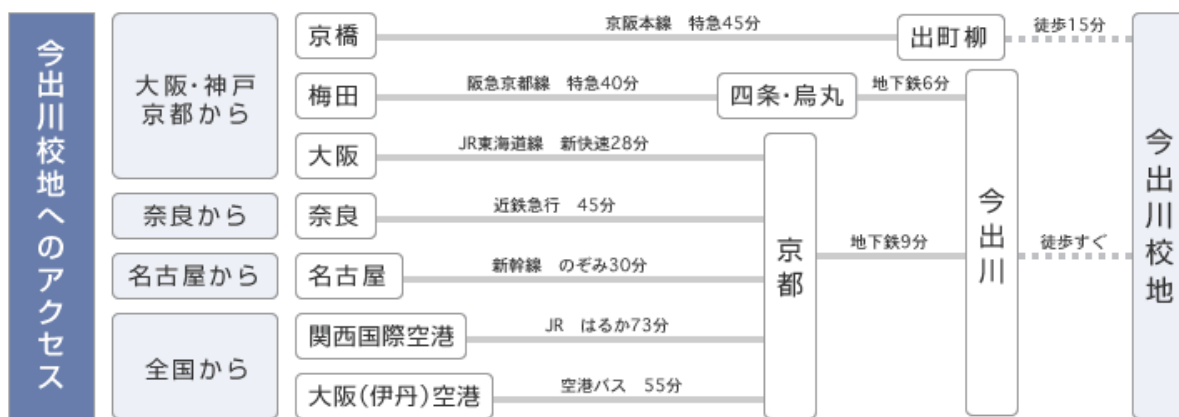 今出川校地へのアクセス
大阪・神戸
京都から
京橋
京阪本線 特急45分
出町柳
徒歩15分
梅田
阪急京都線 特急40分
四条・烏丸
地下鉄6分
大阪
JR東海道線 新快速28分
奈良から
奈良
近鉄急行 45分
名古屋から
名古屋
新幹線 のぞみ30分
全国から
関西国際空港
JR はるか73分
大阪(伊丹)空港
空港バス 55分
京都
地下鉄9分
今出川
徒歩すぐ
今出川校地